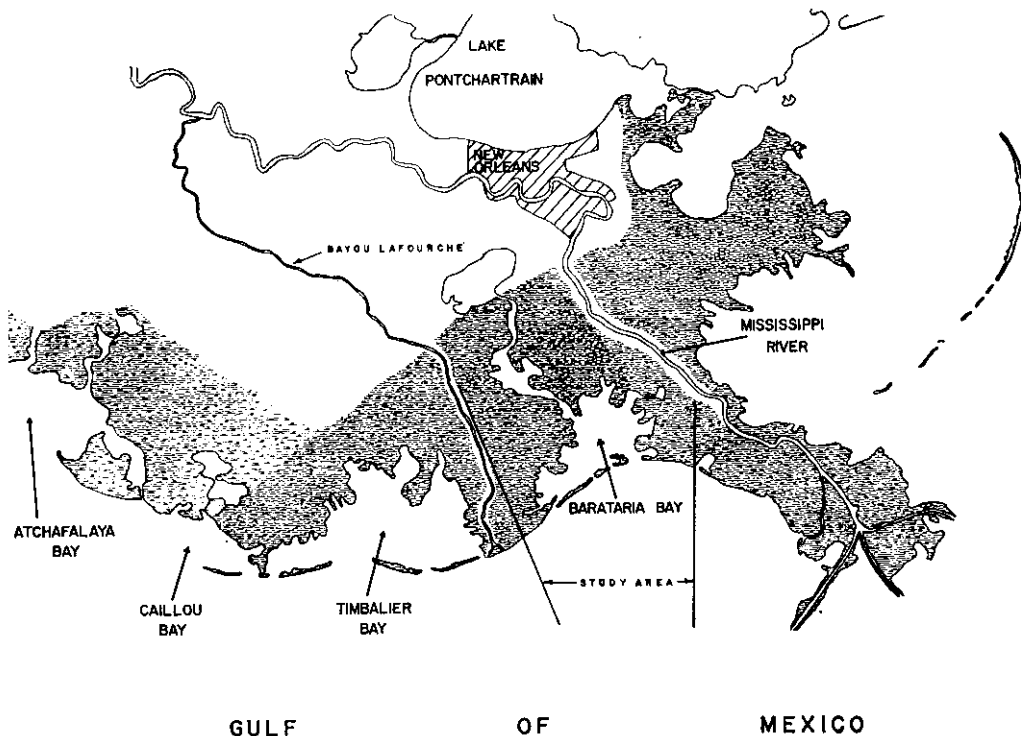 LAKE
PONTCHARTRAIN
NEW
ORLEANS
BAYOU LAFOURCHE
MISSISSIPPI
RIVER
ATCHAFALAYA
BAY
BARATARIA BAY
STUDY AREA
CAILLOU
BAY
TIMBALIER
BAY
GULF OF MEXICO